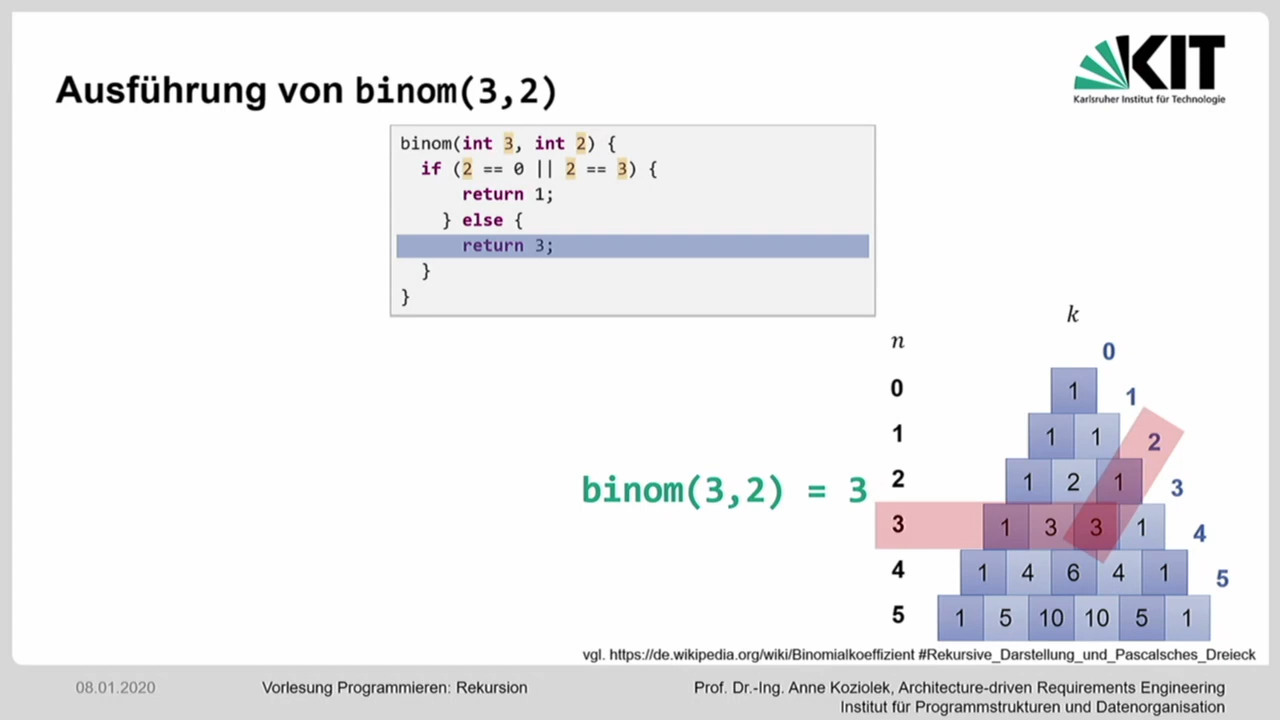 KIT
Karlsruher Institut für Technologie
Ausführung von binom(3,2)
binom(int 3, int 2) {
if (2 == 0 || 2 == 3) {
return 1;
} else {
return 3;
}
}
k
n
0
0
1
1
1
1 1
2
2
1 2 1
3
binom(3,2) = 3
3
1 3 3 1
4
4
1 4 6 4 1
5
5
1 5 10 10 5 1
vgl. https://de.wikipedia.org/wiki/Binomialkoeffizient #Rekursive_Darstellung_und_Pascalsches_Dreieck
08.01.2020
Vorlesung Programmieren: Rekursion
Prof. Dr.-Ing. Anne Koziolek, Architecture-driven Requirements Engineering
Institut für Programmstrukturen und Datenorganisation